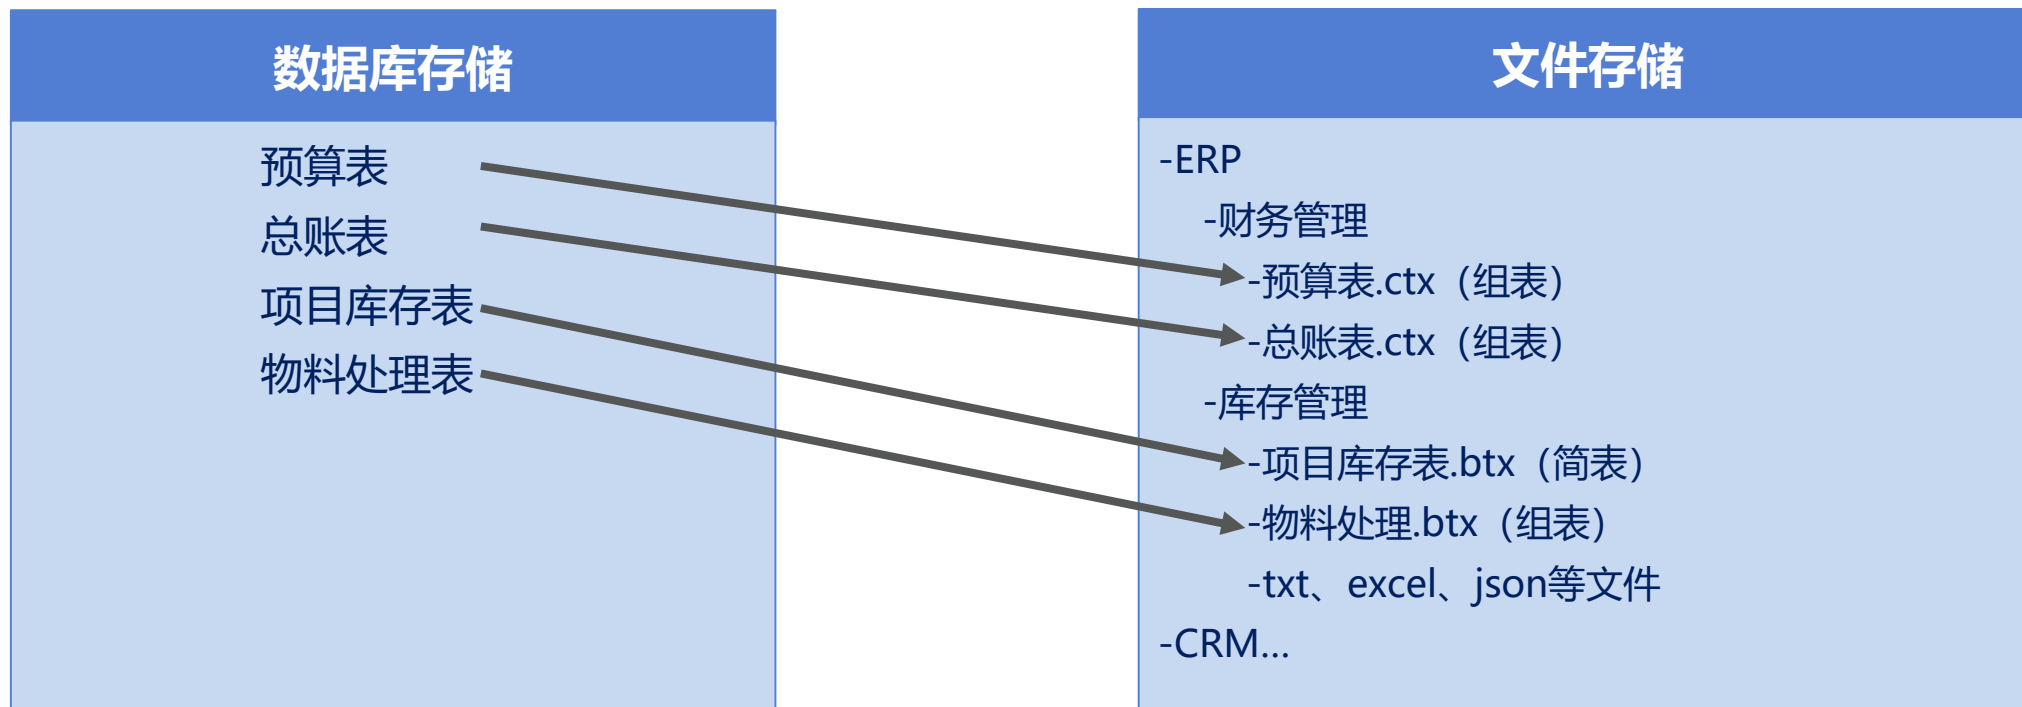 数据库存储
预算表
总账表
项目库存表
物料处理表
文件存储
-ERP
-财务管理
-预算表.ctx（组表）
-总账表.ctx（组表）
-库存管理
-项目库存表.btx（简表）
-物料处理.btx（组表）
-txt、excel、json等文件
-CRM...